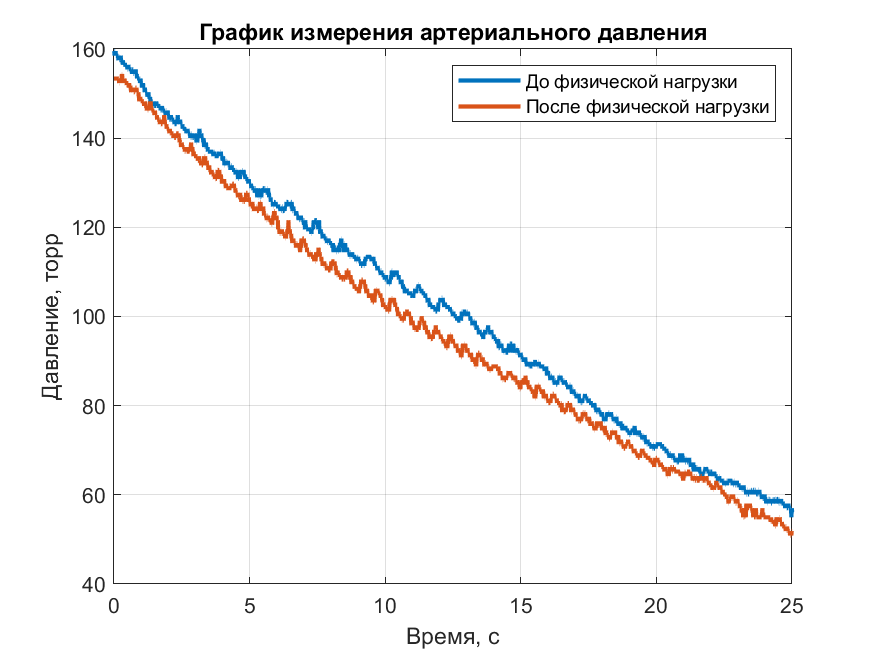 График измерения артериального давления
До физической нагрузки
После физической нагрузки
Давление, торр
160
140
120
100
80
60
40
0 5 10 15 20 25
Время, с